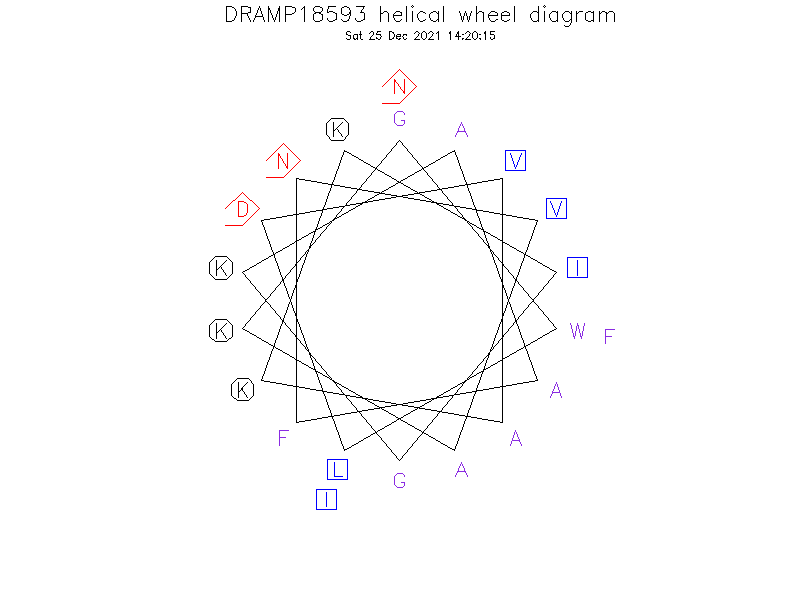 DRAMP18593 helical wheel diagram
Sat 25 Dec 2021 14:20:15
N
G
K A
N V
D V
K I
K W F
K A
F A
L G A
I